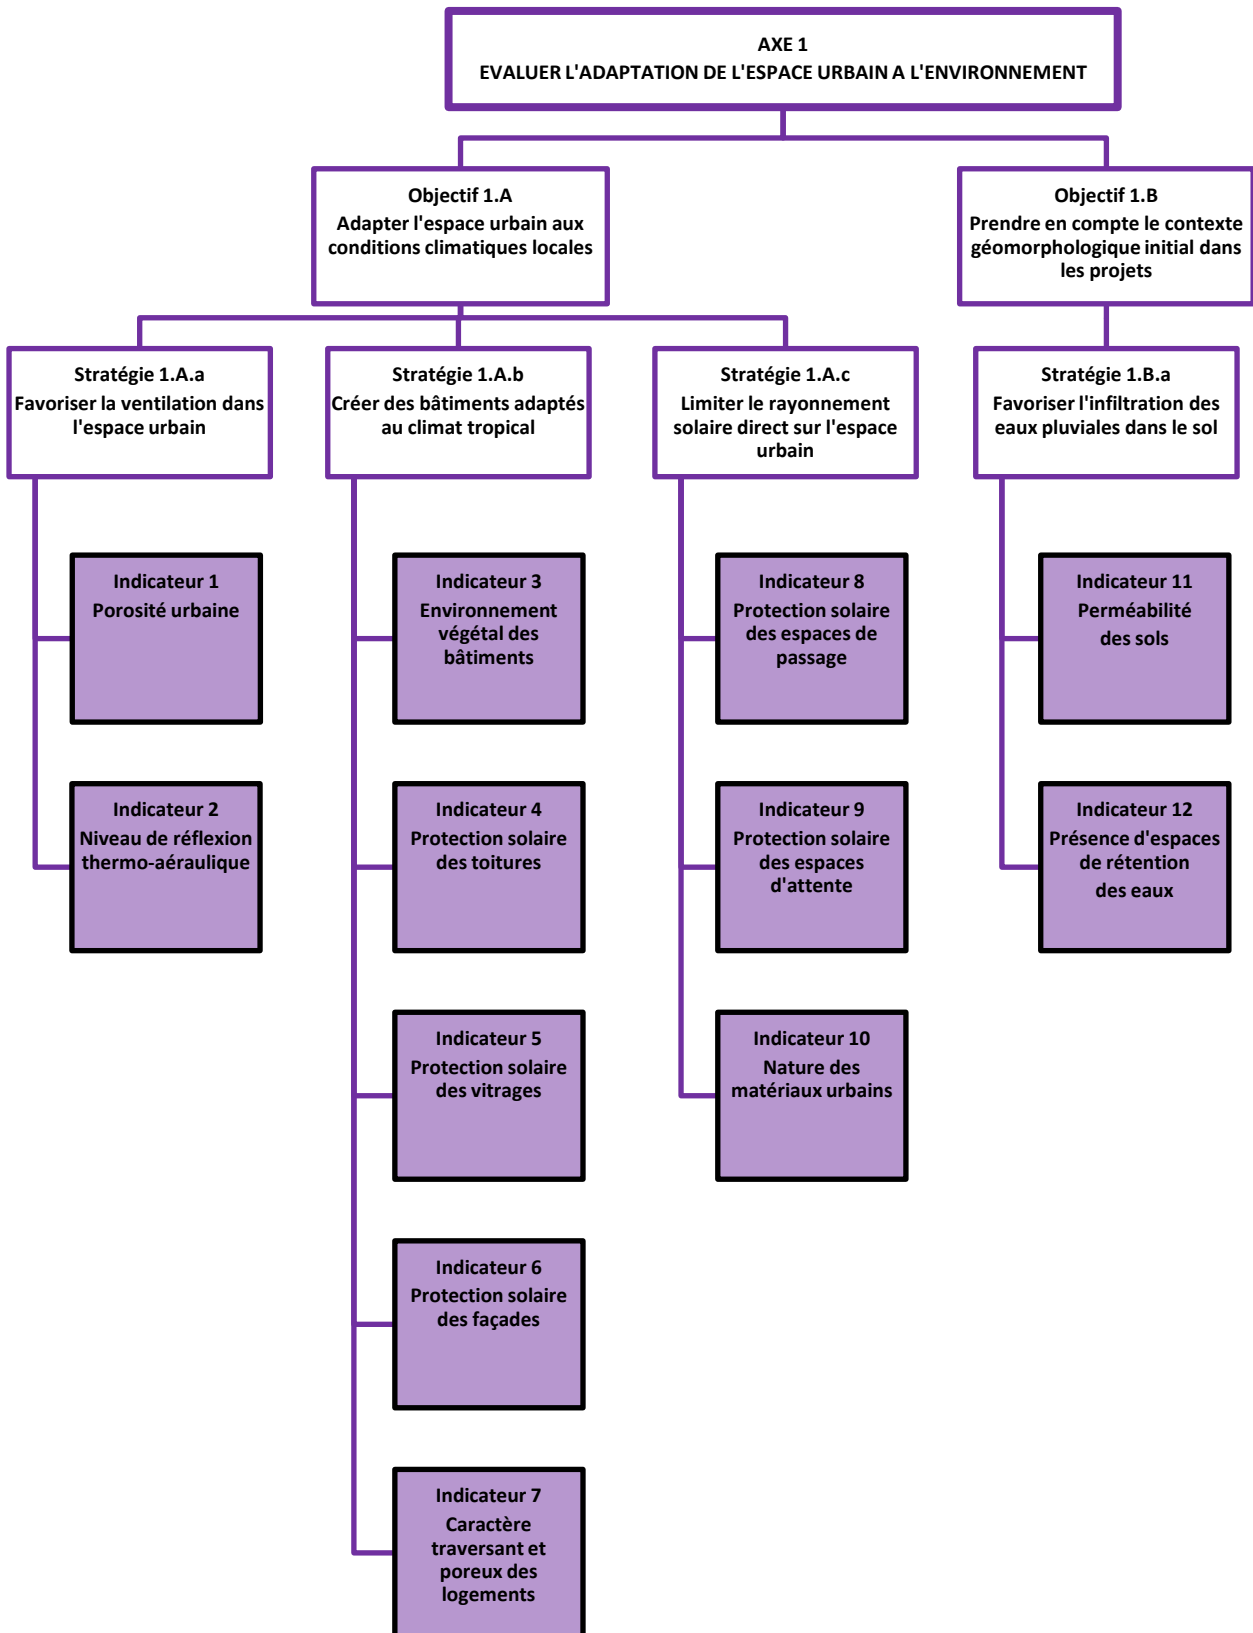 AXE 1
EVALUER L'ADAPTATION DE L'ESPACE URBAIN A L'ENVIRONNEMENT
Objectif 1.A
Adapter l'espace urbain aux
conditions climatiques locales
Objectif 1.B
Prendre en compte le contexte
géomorphologique initial dans
les projets
Stratégie 1.A.a
Favoriser la ventilation dans
l'espace urbain
Stratégie 1.A.b
Créer des bâtiments adaptés
au climat tropical
Stratégie 1.A.c
Limiter le rayonnement
solaire direct sur l'espace
urbain
Stratégie 1.B.a
Favoriser l'infiltration des
eaux pluviales dans le sol
Indicateur 1
Porosité urbaine
Indicateur 2
Niveau de réflexion
thermo-aéraulique
Indicateur 3
Environnement
végétal des
bâtiments
Indicateur 4
Protection solaire
des toitures
Indicateur 5
Protection solaire
des vitrages
Indicateur 6
Protection solaire
des façades
Indicateur 7
Caractère
traversant et
poreux des
logements
Indicateur 8
Protection solaire
des espaces de
passage
Indicateur 9
Protection solaire
des espaces
d'attente
Indicateur 10
Nature des
matériaux urbains
Indicateur 11
Perméabilité
des sols
Indicateur 12
Présence d'espaces
de rétention
des eaux